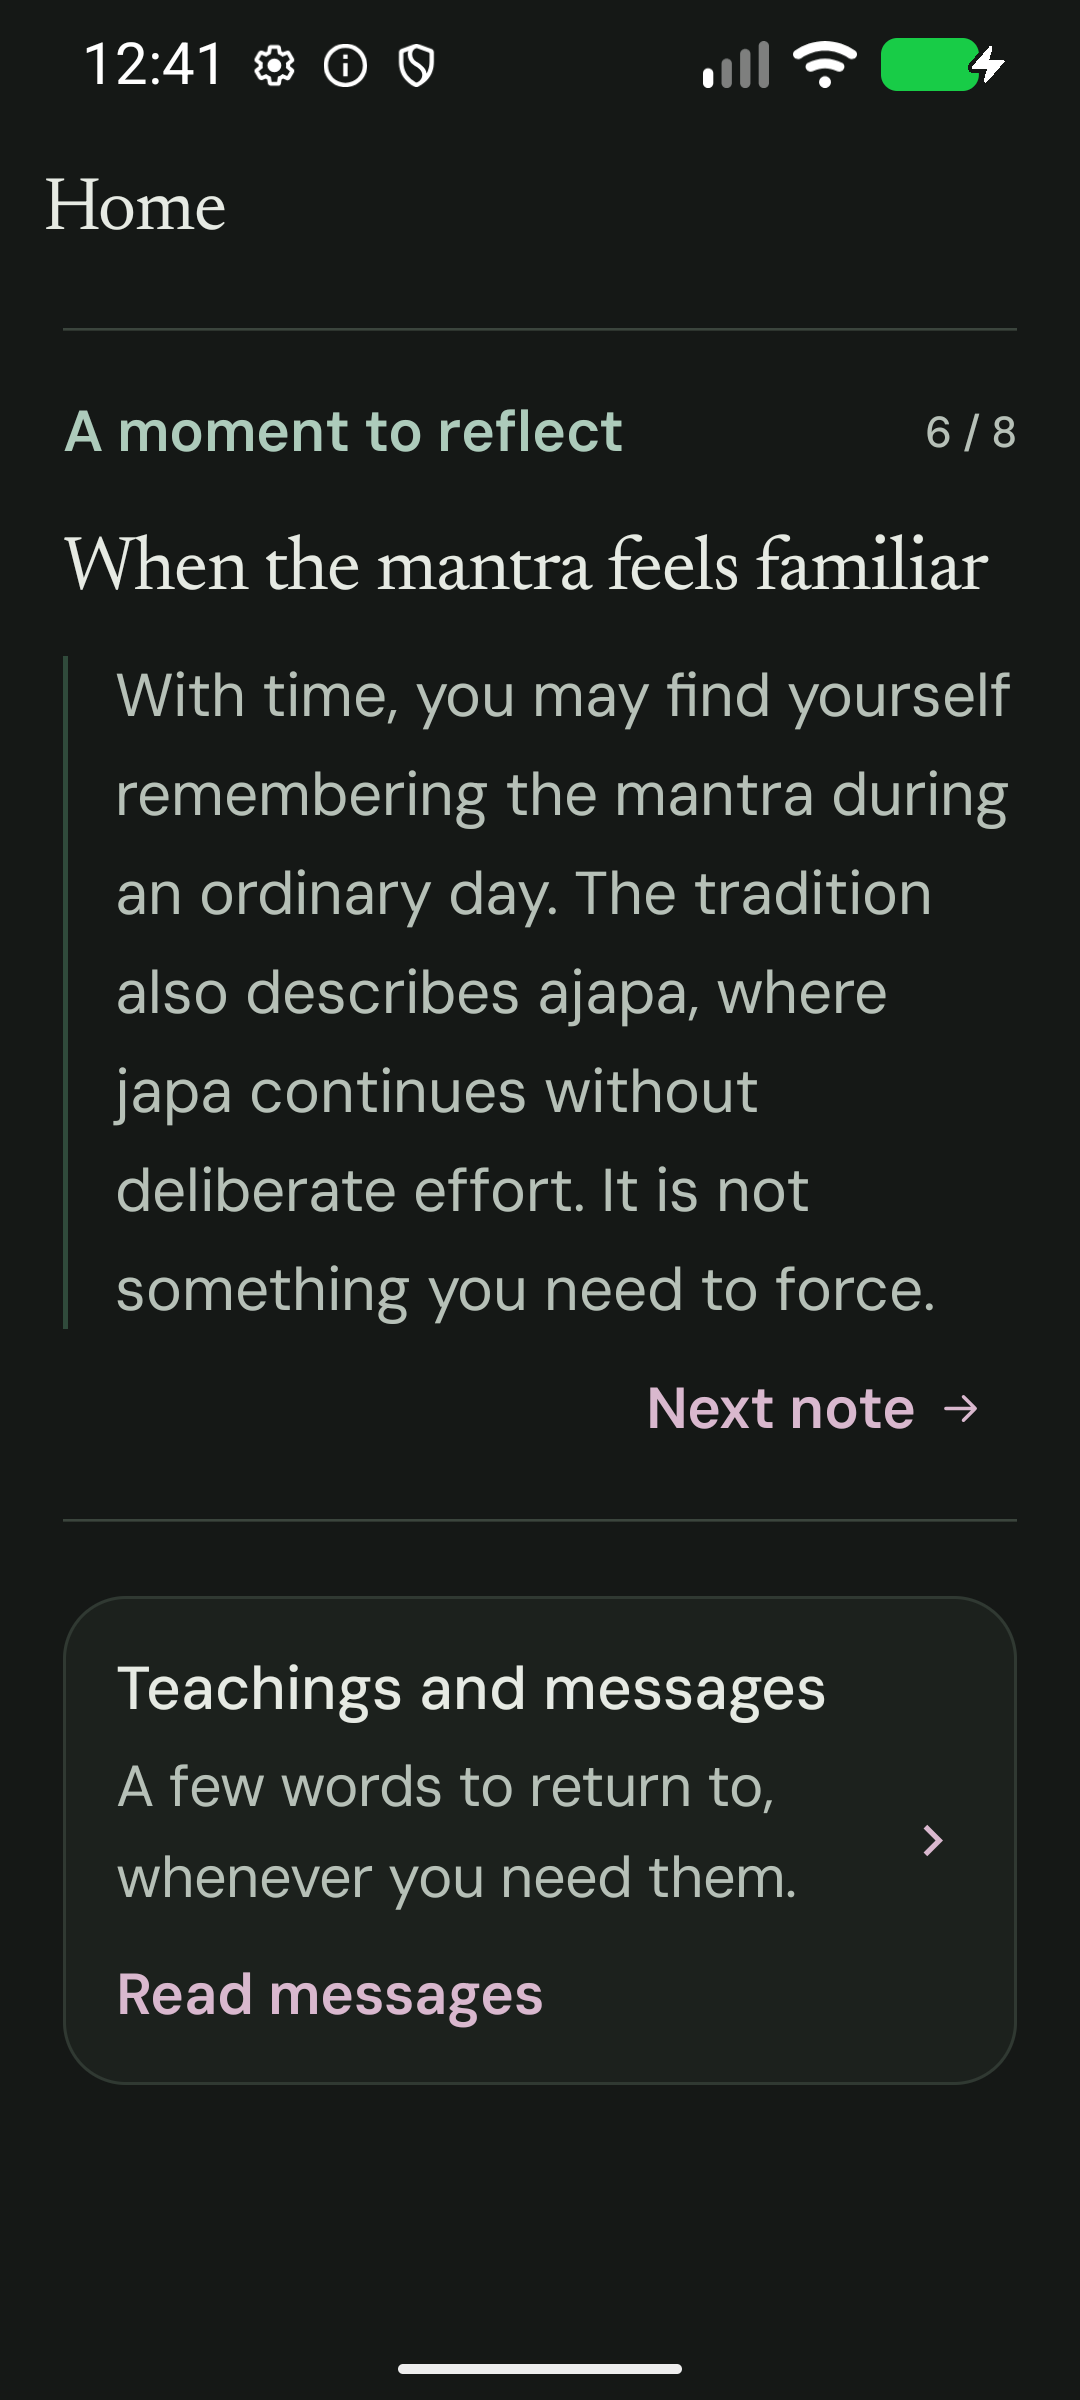 12:41
Home
A moment to reflect
6 / 8
When the mantra feels familiar
With time, you may find yourself
remembering the mantra during
an ordinary day. The tradition
also describes ajapa, where
japa continues without
deliberate effort. It is not
something you need to force.
Next note →
Teachings and messages
A few words to return to,
whenever you need them.
Read messages